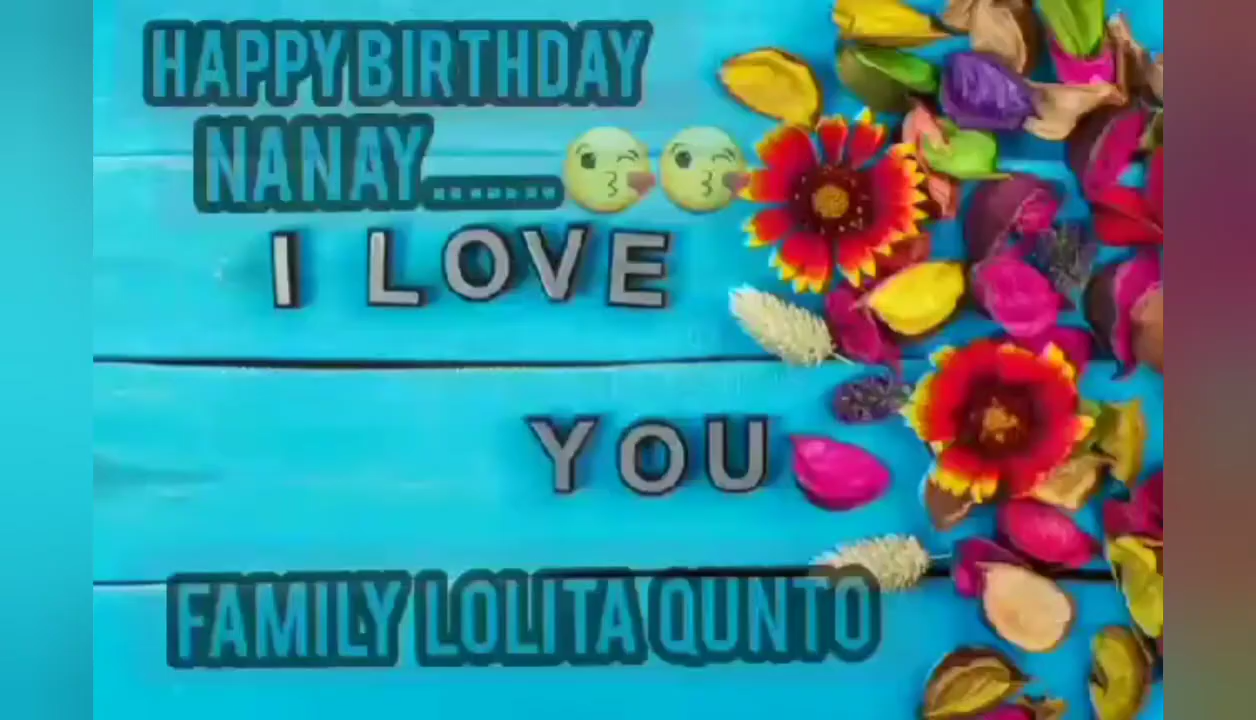 HAPPY BIRTHDAY
NANAY.......😘😘
I LOVE
YOU
FAMILY LOLITA QUNTO